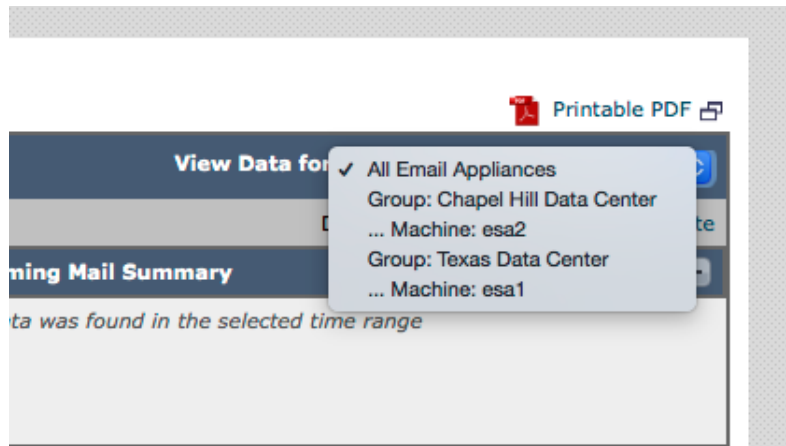 Printable PDF
View Data for
✓ All Email Appliances
Group: Chapel Hill Data Center
... Machine: esa2
Group: Texas Data Center
... Machine: esa1
ming Mail Summary
ta was found in the selected time range